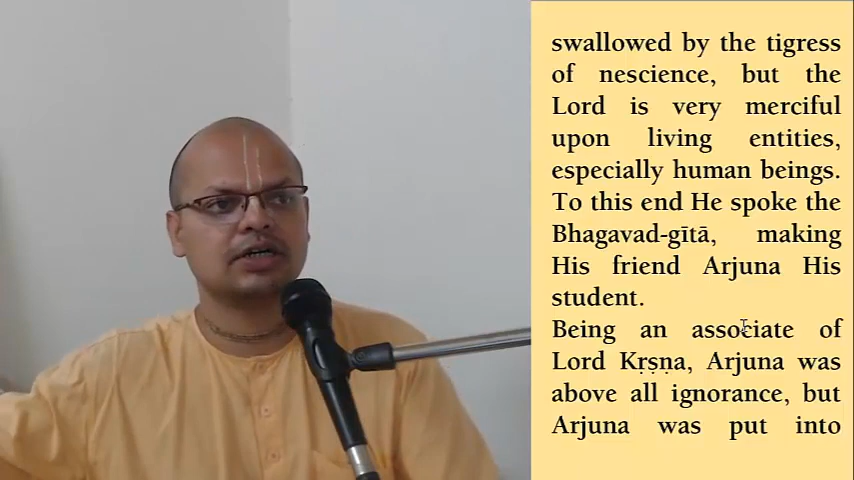 swallowed by the tigress
of nescience, but the
Lord is very merciful
upon living entities,
especially human beings.
To this end He spoke the
Bhagavad-gītā, making
His friend Arjuna His
student.
Being an associate of
Lord Kṛṣṇa, Arjuna was
above all ignorance, but
Arjuna was put into